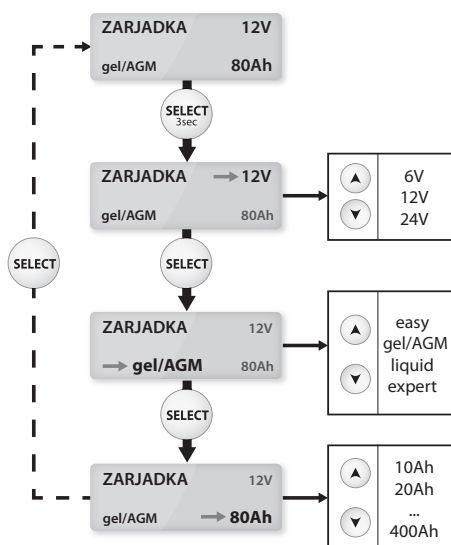 ZARJADKA 12V
gel/AGM 80Ah
SELECT
3sec
ZARJADKA 12V
gel/AGM 80Ah
6V
12V
24V
SELECT
SELECT
ZARJADKA 12V
gel/AGM 80Ah
easy
gel/AGM
liquid
expert
SELECT
ZARJADKA 12V
gel/AGM 80Ah
10Ah
20Ah
...
400Ah